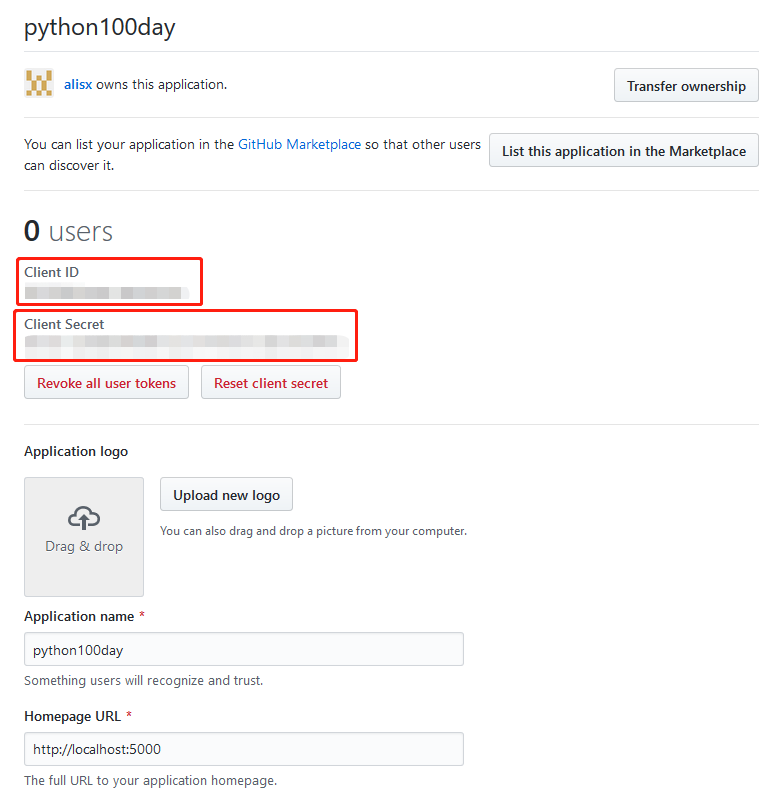 python100day
alisx owns this application.
Transfer ownership
You can list your application in the GitHub Marketplace so that other users
can discover it.
List this application in the Marketplace
0 users
Client ID
Client Secret
Revoke all user tokens
Reset client secret
Application logo
Drag & drop
Upload new logo
You can also drag and drop a picture from your computer.
Application name *
python100day
Something users will recognize and trust.
Homepage URL *
http://localhost:5000
The full URL to your application homepage.